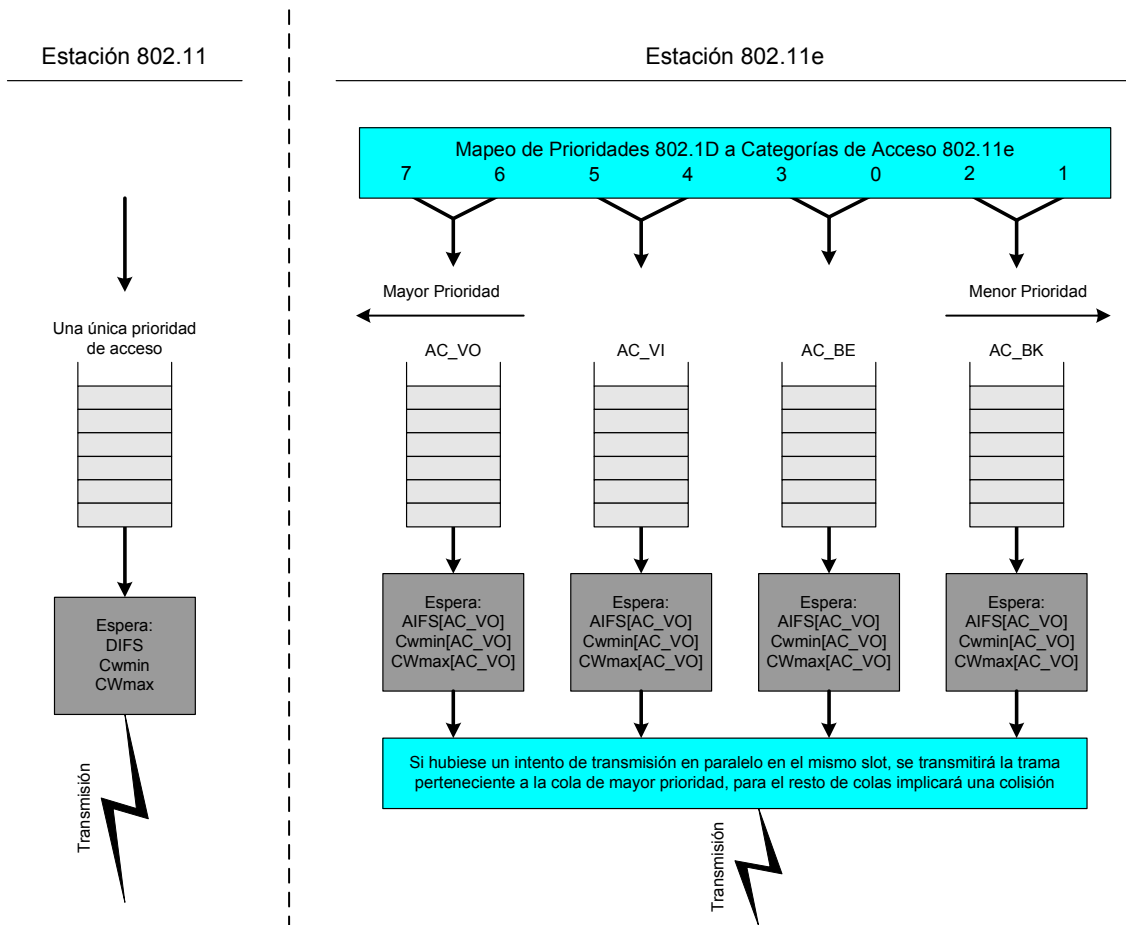 Estación 802.11
Estación 802.11e
Mapeo de Prioridades 802.1D a Categorías de Acceso 802.11e
7 6 5 4 3 0 2 1
Mayor Prioridad
Menor Prioridad
Una única prioridad
de acceso
AC_VO
AC_VI
AC_BE
AC_BK
Espera:
DIFS
Cwmin
CWmax
Espera:
AIFS[AC_VO]
Cwmin[AC_VO]
CWmax[AC_VO]
Espera:
AIFS[AC_VO]
Cwmin[AC_VO]
CWmax[AC_VO]
Espera:
AIFS[AC_VO]
Cwmin[AC_VO]
CWmax[AC_VO]
Espera:
AIFS[AC_VO]
Cwmin[AC_VO]
CWmax[AC_VO]
Si hubiese un intento de transmisión en paralelo en el mismo slot, se transmitirá la trama
perteneciente a la cola de mayor prioridad, para el resto de colas implicará una colisión
Transmisión
Transmisión